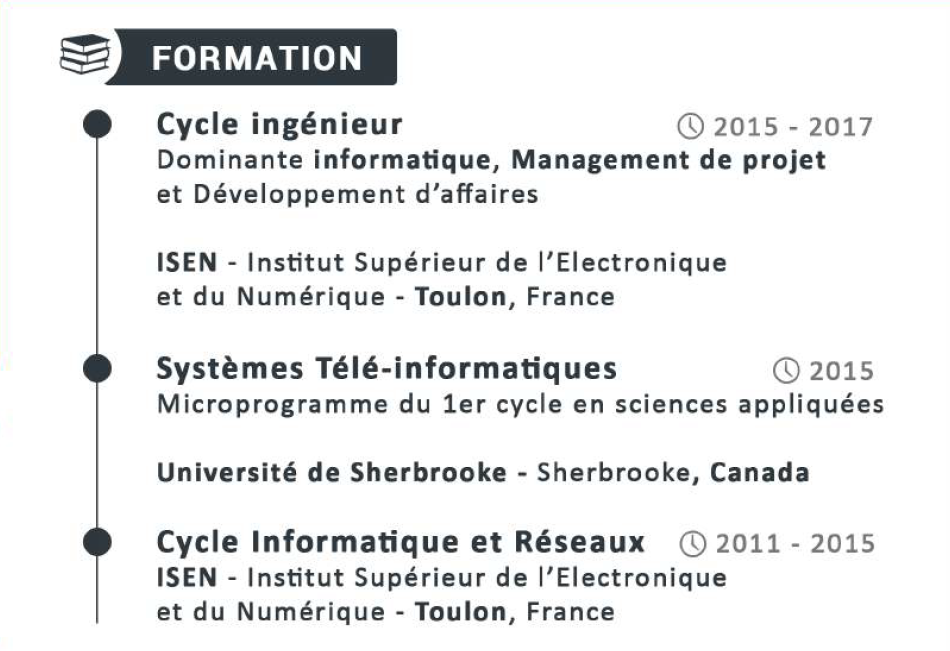 FORMATION
Cycle ingénieur 2015 - 2017
Dominante informatique, Management de projet
et Développement d’affaires
ISEN - Institut Supérieur de l’Electronique
et du Numérique - Toulon, France
Systèmes Télé-informatiques 2015
Microprogramme du 1er cycle en sciences appliquées
Université de Sherbrooke - Sherbrooke, Canada
Cycle Informatique et Réseaux 2011 - 2015
ISEN - Institut Supérieur de l’Electronique
et du Numérique - Toulon, France